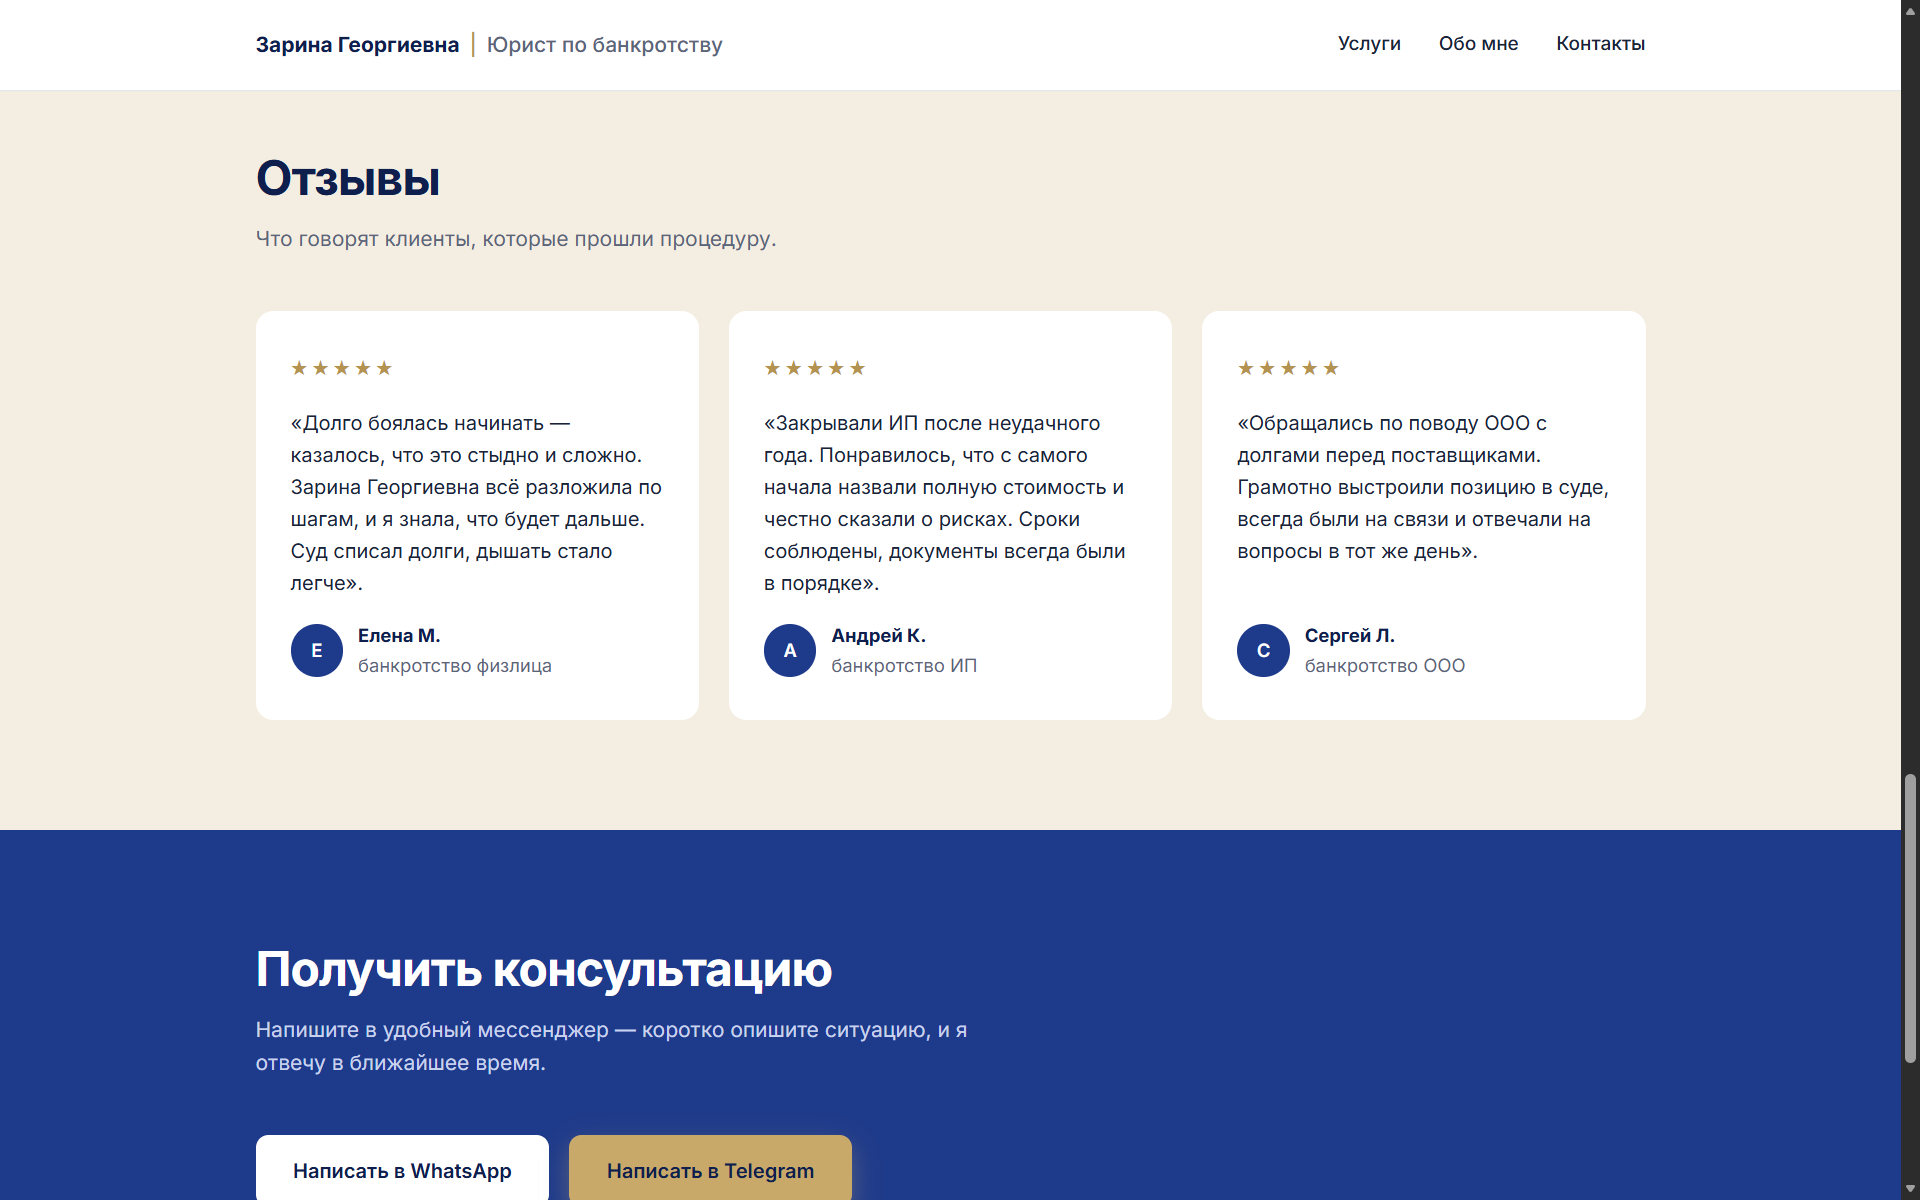 Зарина Георгиевна | Юрист по банкротству
Услуги
Обо мне
Контакты
Отзывы
Что говорят клиенты, которые прошли процедуру.
★★★★★
«Долго боялась начинать —
казалось, что это стыдно и сложно.
Зарина Георгиевна всё разложила по
шагам, и я знала, что будет дальше.
Суд списал долги, дышать стало
легче».
Е
Елена М.
банкротство физлица
★★★★★
«Закрывали ИП после неудачного
года. Понравилось, что с самого
начала назвали полную стоимость и
честно сказали о рисках. Сроки
соблюдены, документы всегда были
в порядке».
А
Андрей К.
банкротство ИП
★★★★★
«Обращались по поводу ООО с
долгами перед поставщиками.
Грамотно выстроили позицию в суде,
всегда были на связи и отвечали на
вопросы в тот же день».
С
Сергей Л.
банкротство ООО
Получить консультацию
Напишите в удобный мессенджер — коротко опишите ситуацию, и я
отвечу в ближайшее время.
Написать в WhatsApp
Написать в Telegram